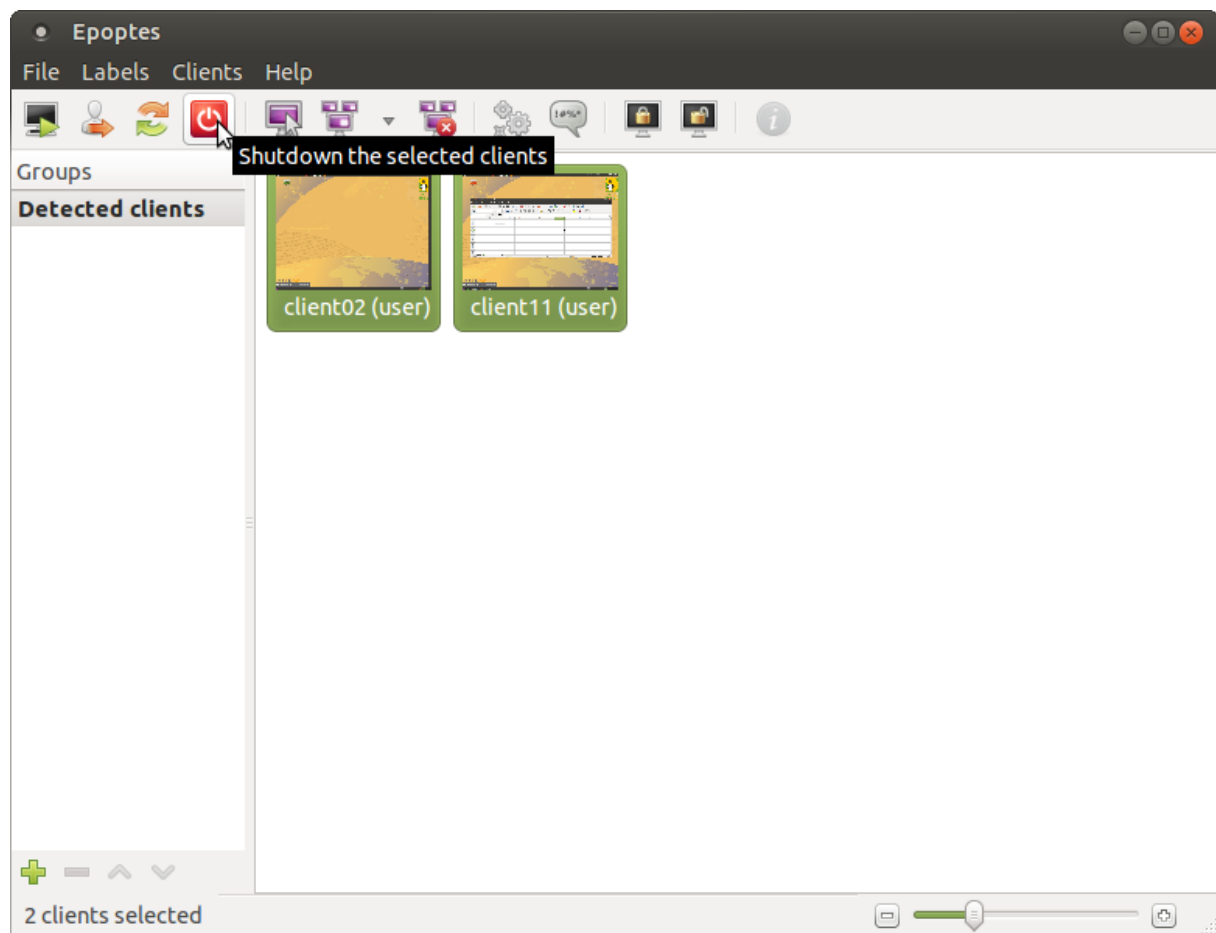 Epoptes
File Labels Clients Help
!@%*
Shutdown the selected clients
Groups
Detected clients
client02 (user)
client11 (user)
2 clients selected